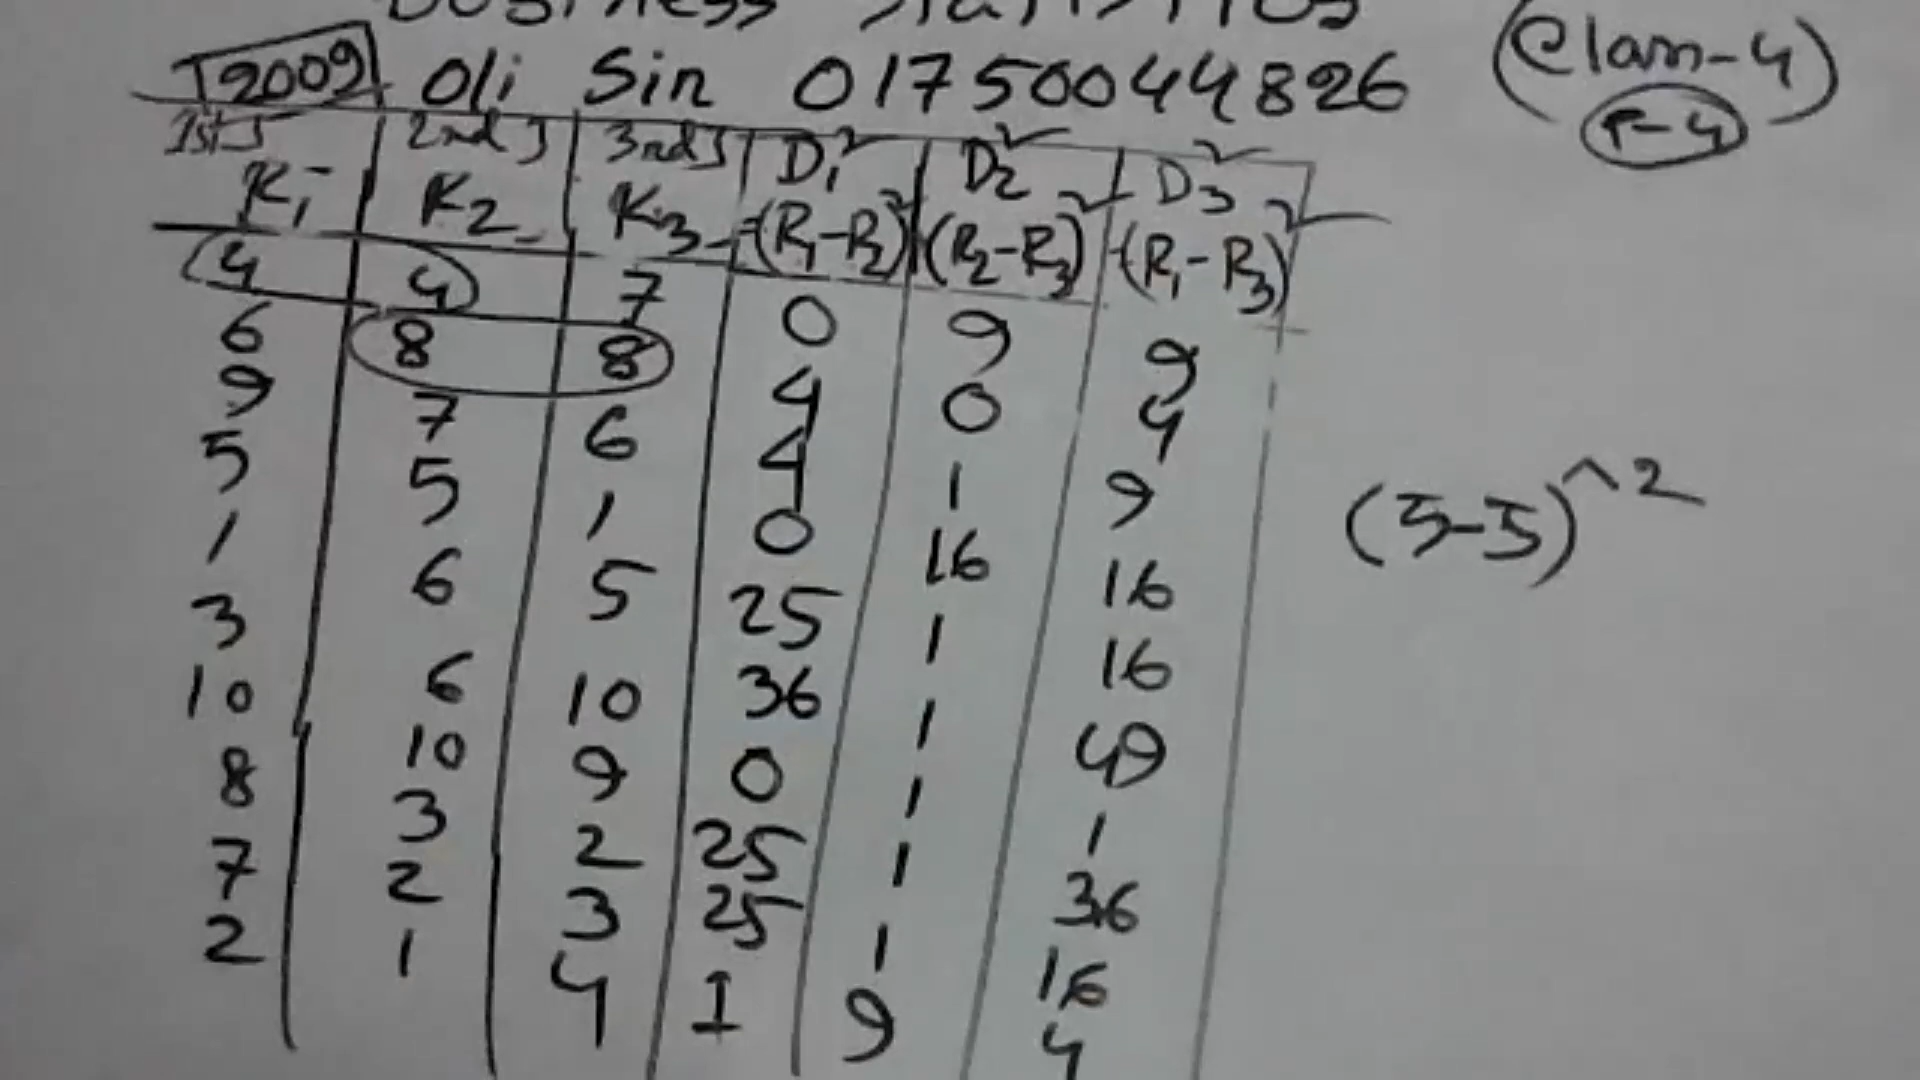 Business Statistics
T2009 Oli Sir 01750044826
(Class-4)
P-4
1st J 2nd J 3rd J D₁² D₂² D₃²
R₁ R₂ R₃ =(R₁-R₂)² (R₂-R₃)² (R₁-R₃)²
4 4 7 0 9 9
6 8 8 4 0 4
9 7 6 4 1 9
5 5 1 0 16 16
1 6 5 25 1 16
3 6 10 36 1 49
10 10 9 0 1 1
8 3 2 25 1 36
7 2 3 25 1 16
2 1 4 1 9 4
(5-5)^2